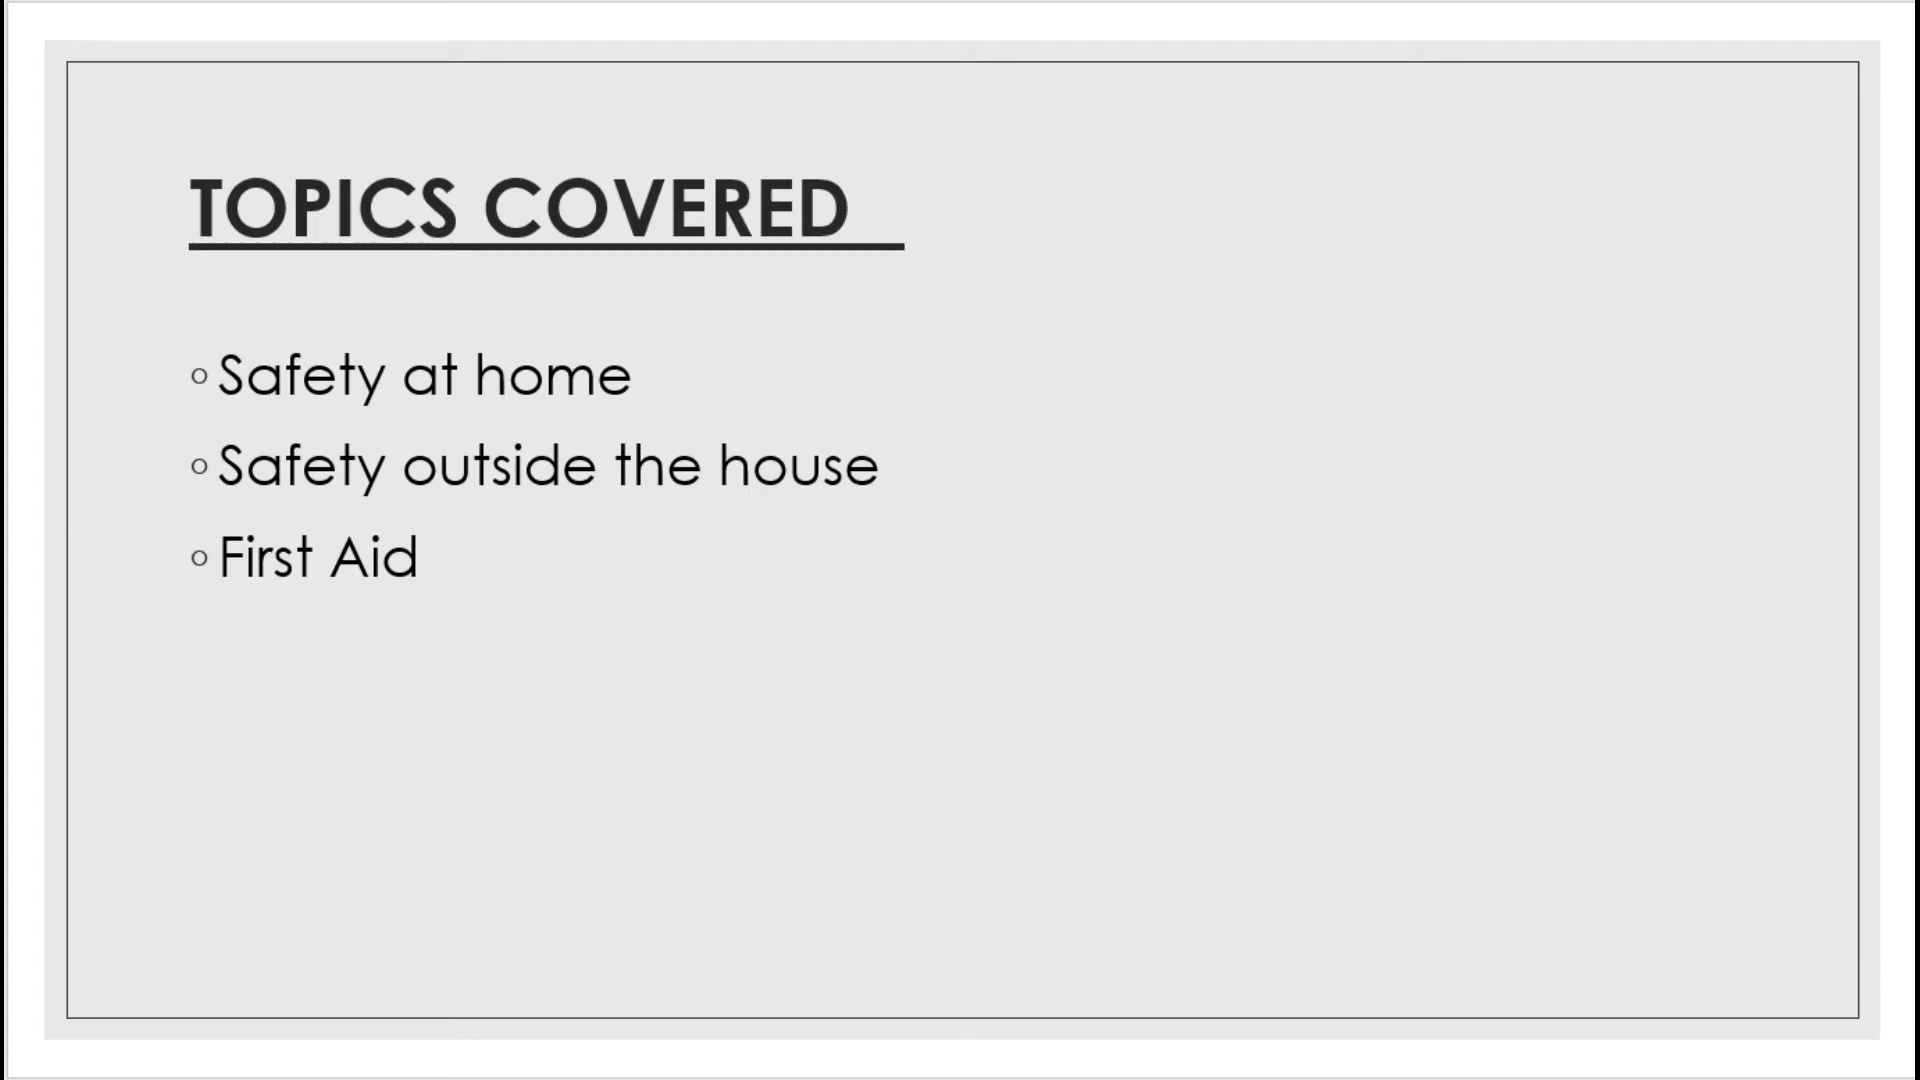 TOPICS COVERED
◦Safety at home
◦Safety outside the house
◦First Aid